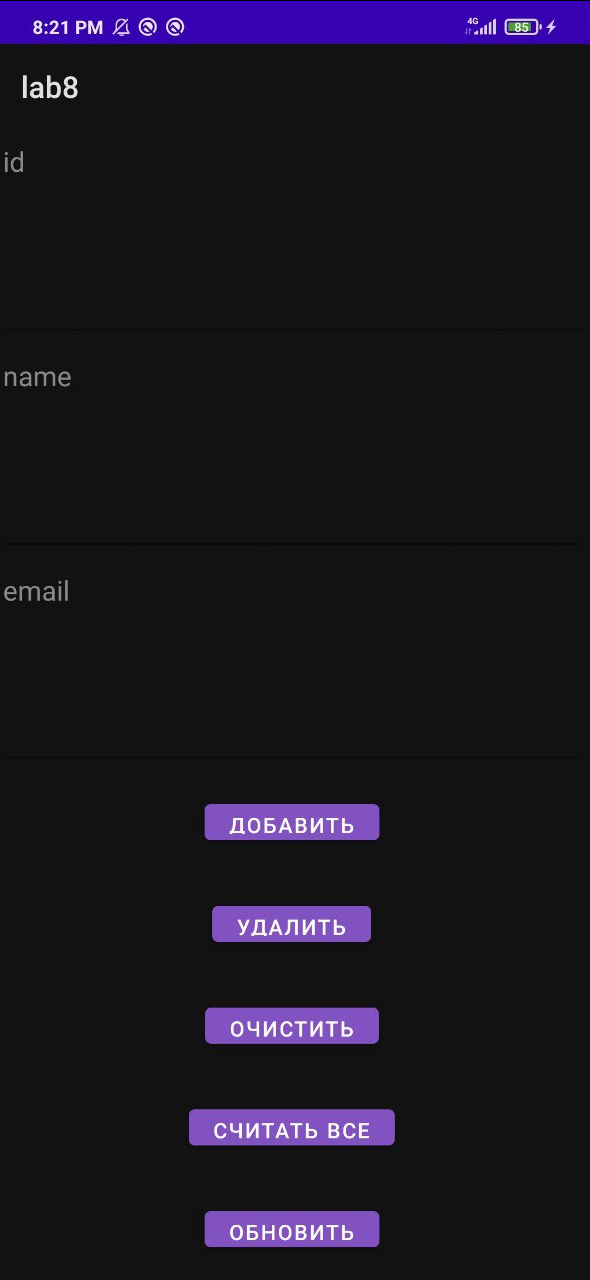 8:21 PM 4G 85
lab8
id
name
email
ДОБАВИТЬ
УДАЛИТЬ
ОЧИСТИТЬ
СЧИТАТЬ ВСЕ
ОБНОВИТЬ